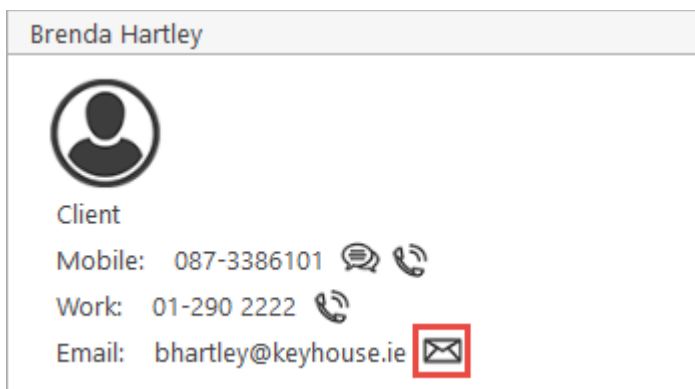 Brenda Hartley
Client
Mobile: 087-3386101
Work: 01-290 2222
Email: bhartley@keyhouse.ie